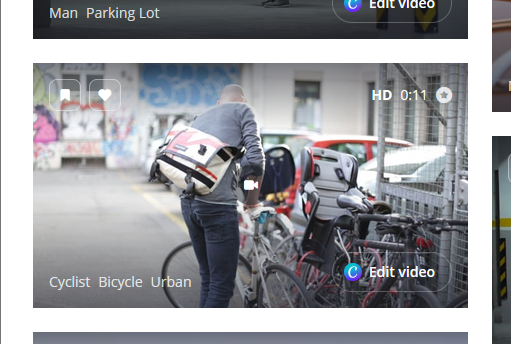 Man Parking Lot
Edit video
HD 0:11
Cyclist Bicycle Urban
Edit video